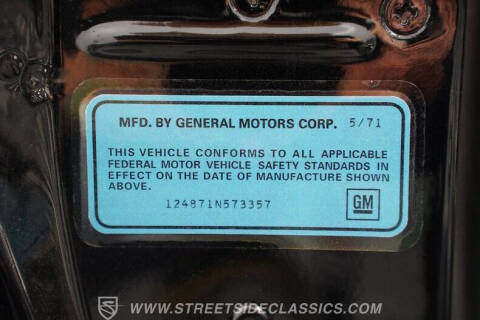 MFD. BY GENERAL MOTORS CORP. 5/71
THIS VEHICLE CONFORMS TO ALL APPLICABLE
FEDERAL MOTOR VEHICLE SAFETY STANDARDS IN
EFFECT ON THE DATE OF MANUFACTURE SHOWN
ABOVE.
124871N573357
GM
WWW.STREETSIDECLASSICS.COM